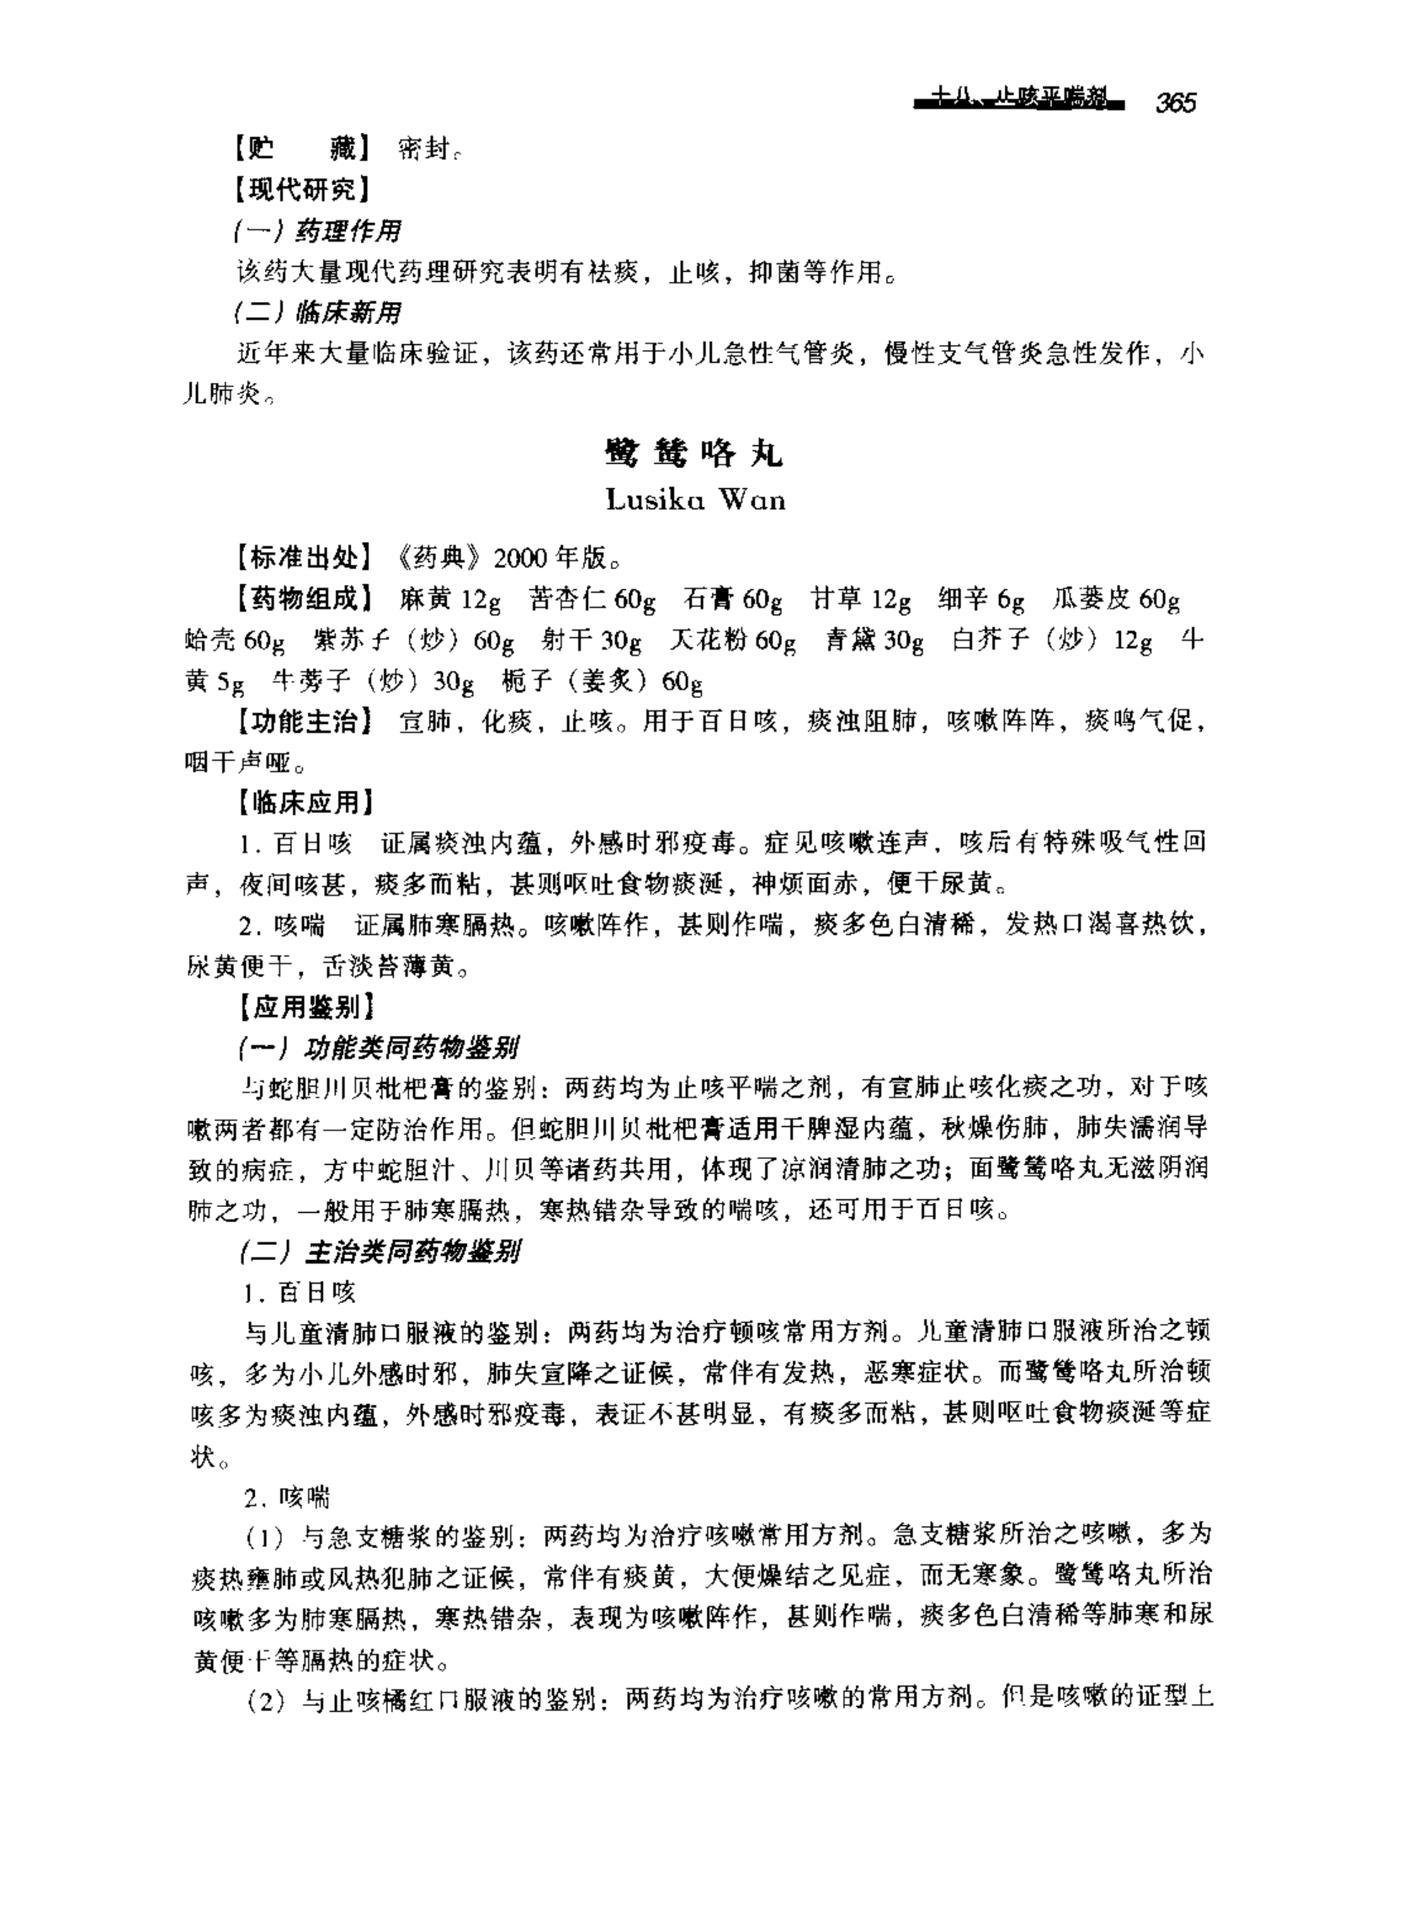 十八、止咳平喘剂 365
【贮　　藏】 密封。
【现代研究】
(一) 药理作用
该药大量现代药理研究表明有祛痰，止咳，抑菌等作用。
(二) 临床新用
近年来大量临床验证，该药还常用于小儿急性气管炎，慢性支气管炎急性发作，小
儿肺炎。
鹭鸶咯丸
Lusika Wan
【标准出处】《药典》2000 年版。
【药物组成】 麻黄 12g　苦杏仁 60g　石膏 60g　甘草 12g　细辛 6g　瓜蒌皮 60g
蛤壳 60g　紫苏子（炒）60g　射干 30g　天花粉 60g　青黛 30g　白芥子（炒）12g　牛
黄 5g　牛蒡子（炒）30g　栀子（姜炙）60g
【功能主治】 宣肺，化痰，止咳。用于百日咳，痰浊阻肺，咳嗽阵阵，痰鸣气促，
咽干声哑。
【临床应用】
1. 百日咳　证属痰浊内蕴，外感时邪疫毒。症见咳嗽连声，咳后有特殊吸气性回
声，夜间咳甚，痰多而粘，甚则呕吐食物痰涎，神烦面赤，便干尿黄。
2. 咳喘　证属肺寒膈热。咳嗽阵作，甚则作喘，痰多色白清稀，发热口渴喜热饮，
尿黄便干，舌淡苔薄黄。
【应用鉴别】
(一) 功能类同药物鉴别
与蛇胆川贝枇杷膏的鉴别：两药均为止咳平喘之剂，有宣肺止咳化痰之功，对于咳
嗽两者都有一定防治作用。但蛇胆川贝枇杷膏适用于脾湿内蕴，秋燥伤肺，肺失濡润导
致的病症，方中蛇胆汁、川贝等诸药共用，体现了凉润清肺之功；面鹭鸶咯丸无滋阴润
肺之功，一般用于肺寒膈热，寒热错杂导致的喘咳，还可用于百日咳。
(二) 主治类同药物鉴别
1. 百日咳
与儿童清肺口服液的鉴别：两药均为治疗顿咳常用方剂。儿童清肺口服液所治之顿
咳，多为小儿外感时邪，肺失宣降之证候，常伴有发热，恶寒症状。而鹭鸶咯丸所治顿
咳多为痰浊内蕴，外感时邪疫毒，表证不甚明显，有痰多而粘，甚则呕吐食物痰涎等症
状。
2. 咳喘
(1) 与急支糖浆的鉴别：两药均为治疗咳嗽常用方剂。急支糖浆所治之咳嗽，多为
痰热壅肺或风热犯肺之证候，常伴有痰黄，大便燥结之见症，而无寒象。鹭鸶咯丸所治
咳嗽多为肺寒膈热，寒热错杂，表现为咳嗽阵作，甚则作喘，痰多色白清稀等肺寒和尿
黄便干等膈热的症状。
(2) 与止咳橘红口服液的鉴别：两药均为治疗咳嗽的常用方剂。但是咳嗽的证型上